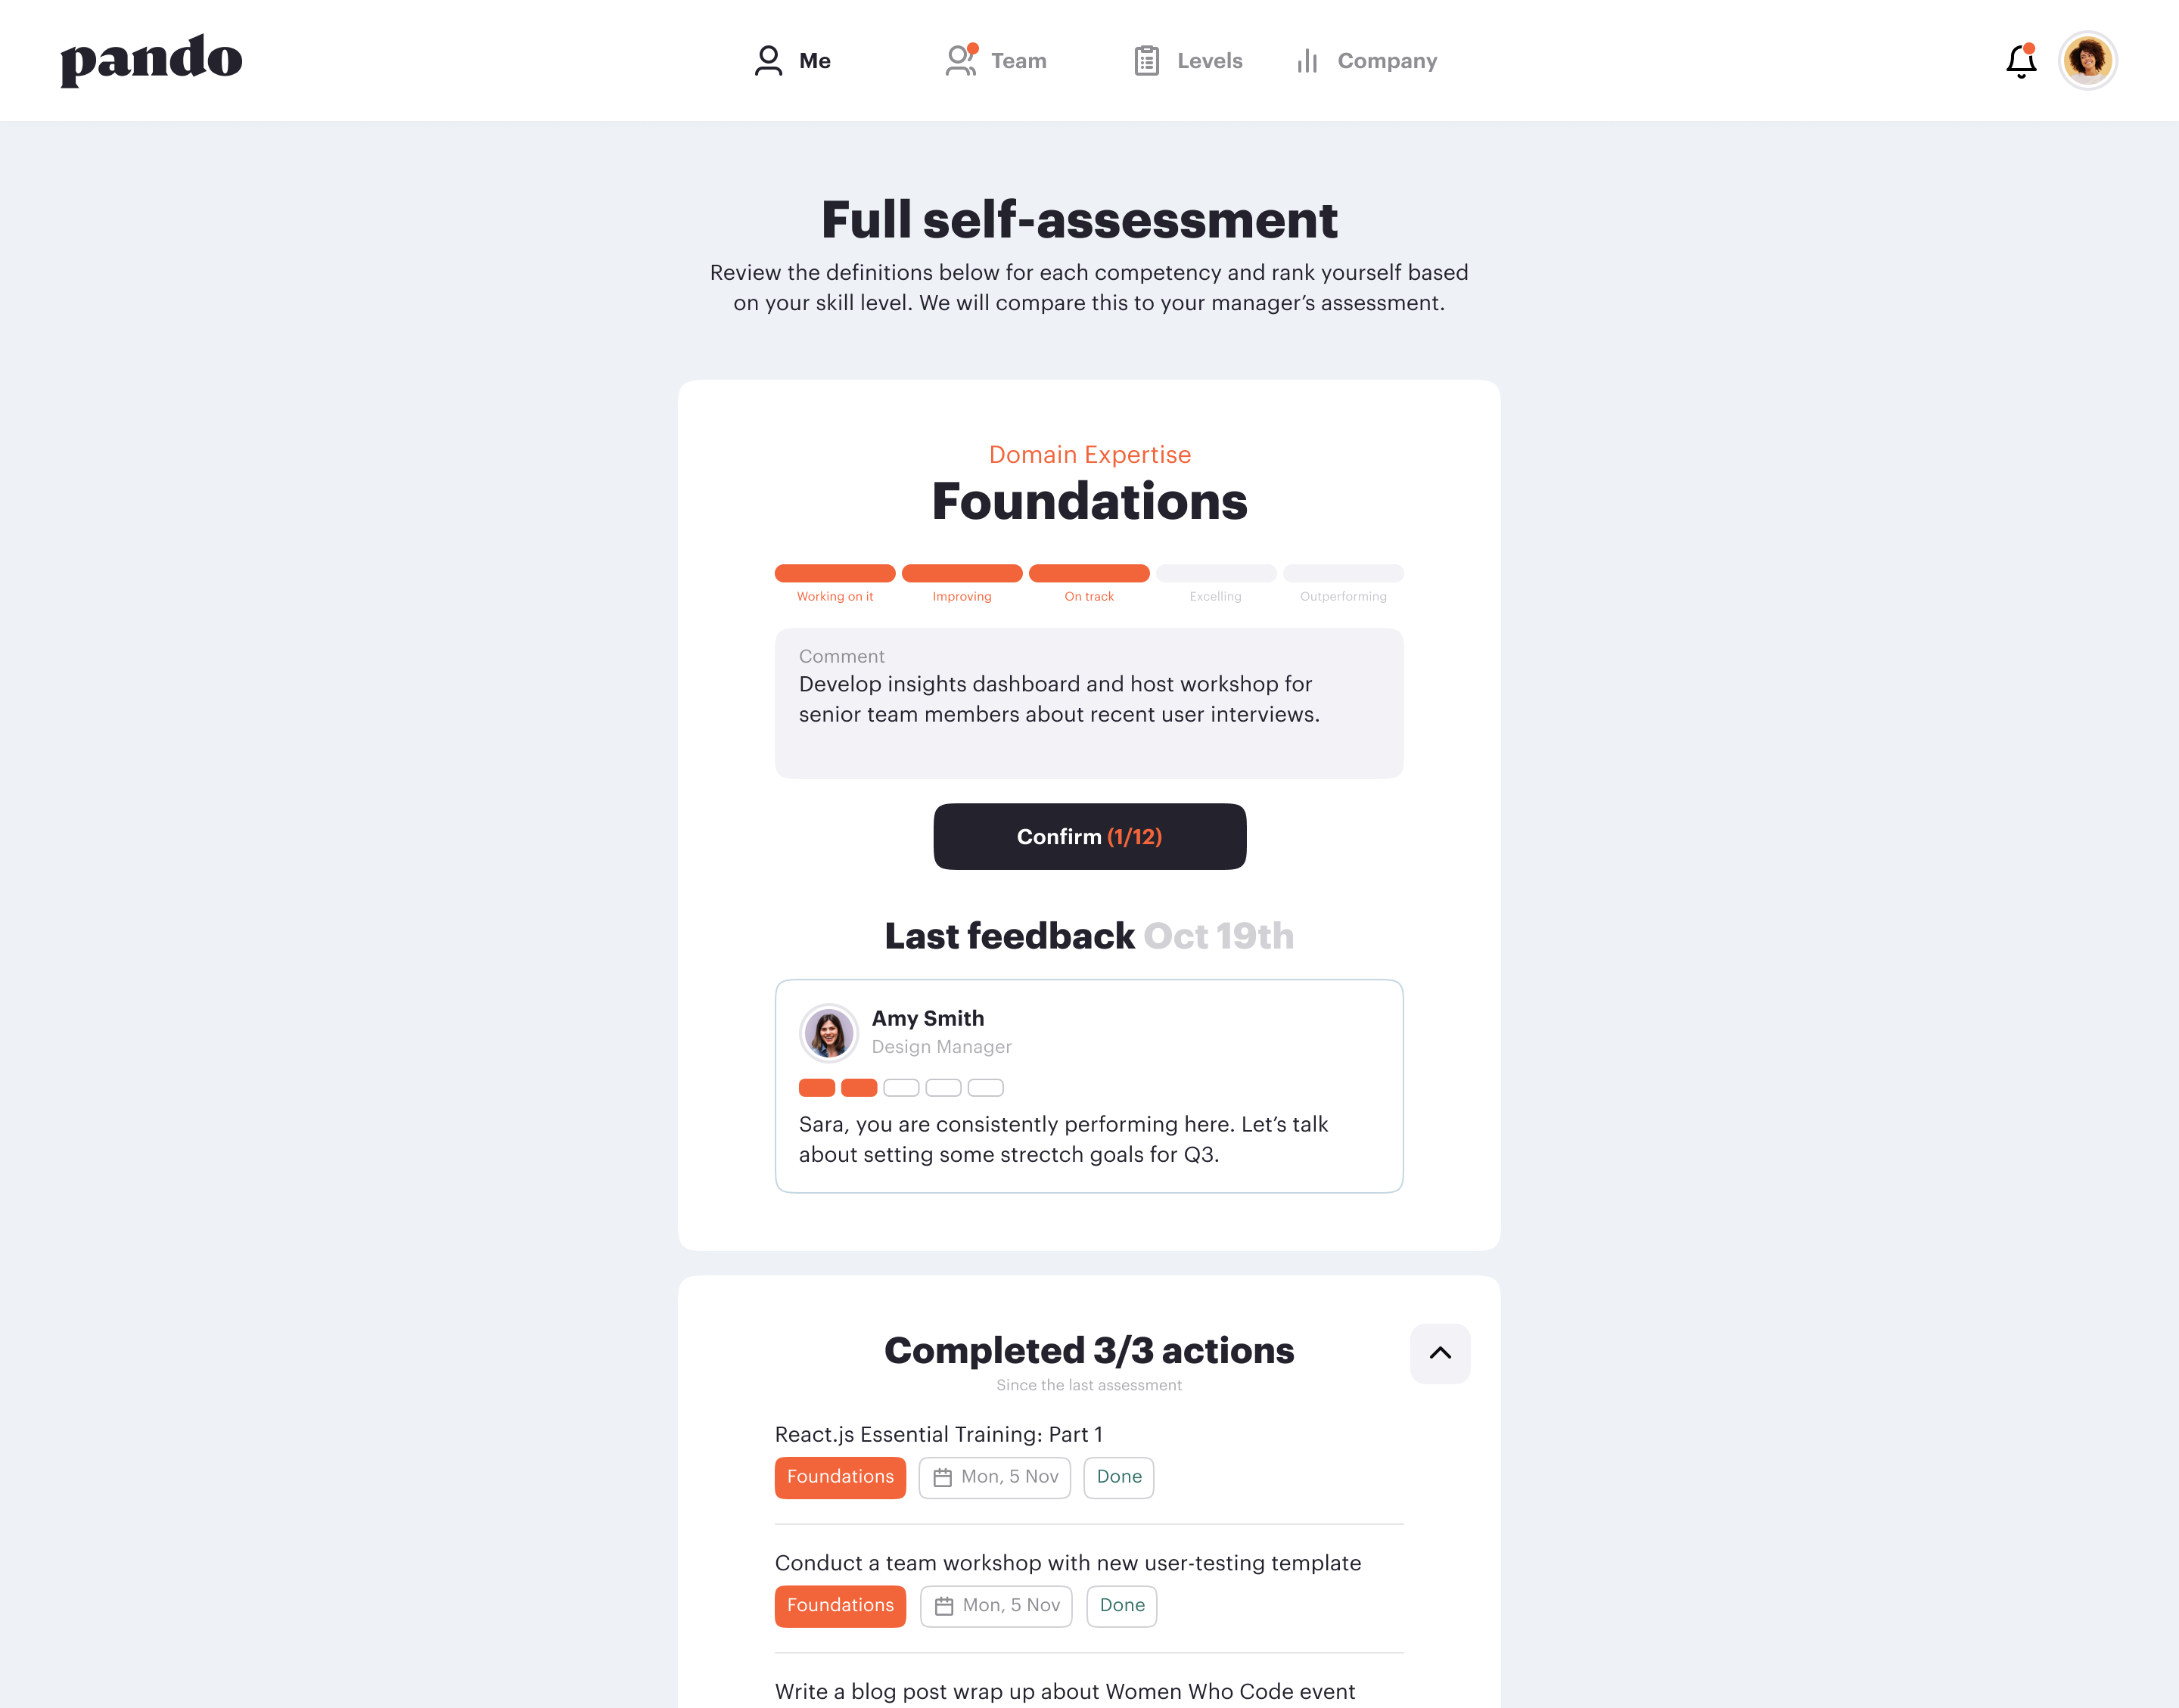 pando
Me
Team
Levels
Company
Full self-assessment
Review the definitions below for each competency and rank yourself based
on your skill level. We will compare this to your manager’s assessment.
Domain Expertise
Foundations
Working on it
Improving
On track
Excelling
Outperforming
Comment
Develop insights dashboard and host workshop for
senior team members about recent user interviews.
Confirm (1/12)
Last feedback Oct 19th
Amy Smith
Design Manager
Sara, you are consistently performing here. Let’s talk
about setting some strectch goals for Q3.
Completed 3/3 actions
Since the last assessment
React.js Essential Training: Part 1
Foundations
Mon, 5 Nov
Done
Conduct a team workshop with new user-testing template
Foundations
Mon, 5 Nov
Done
Write a blog post wrap up about Women Who Code event